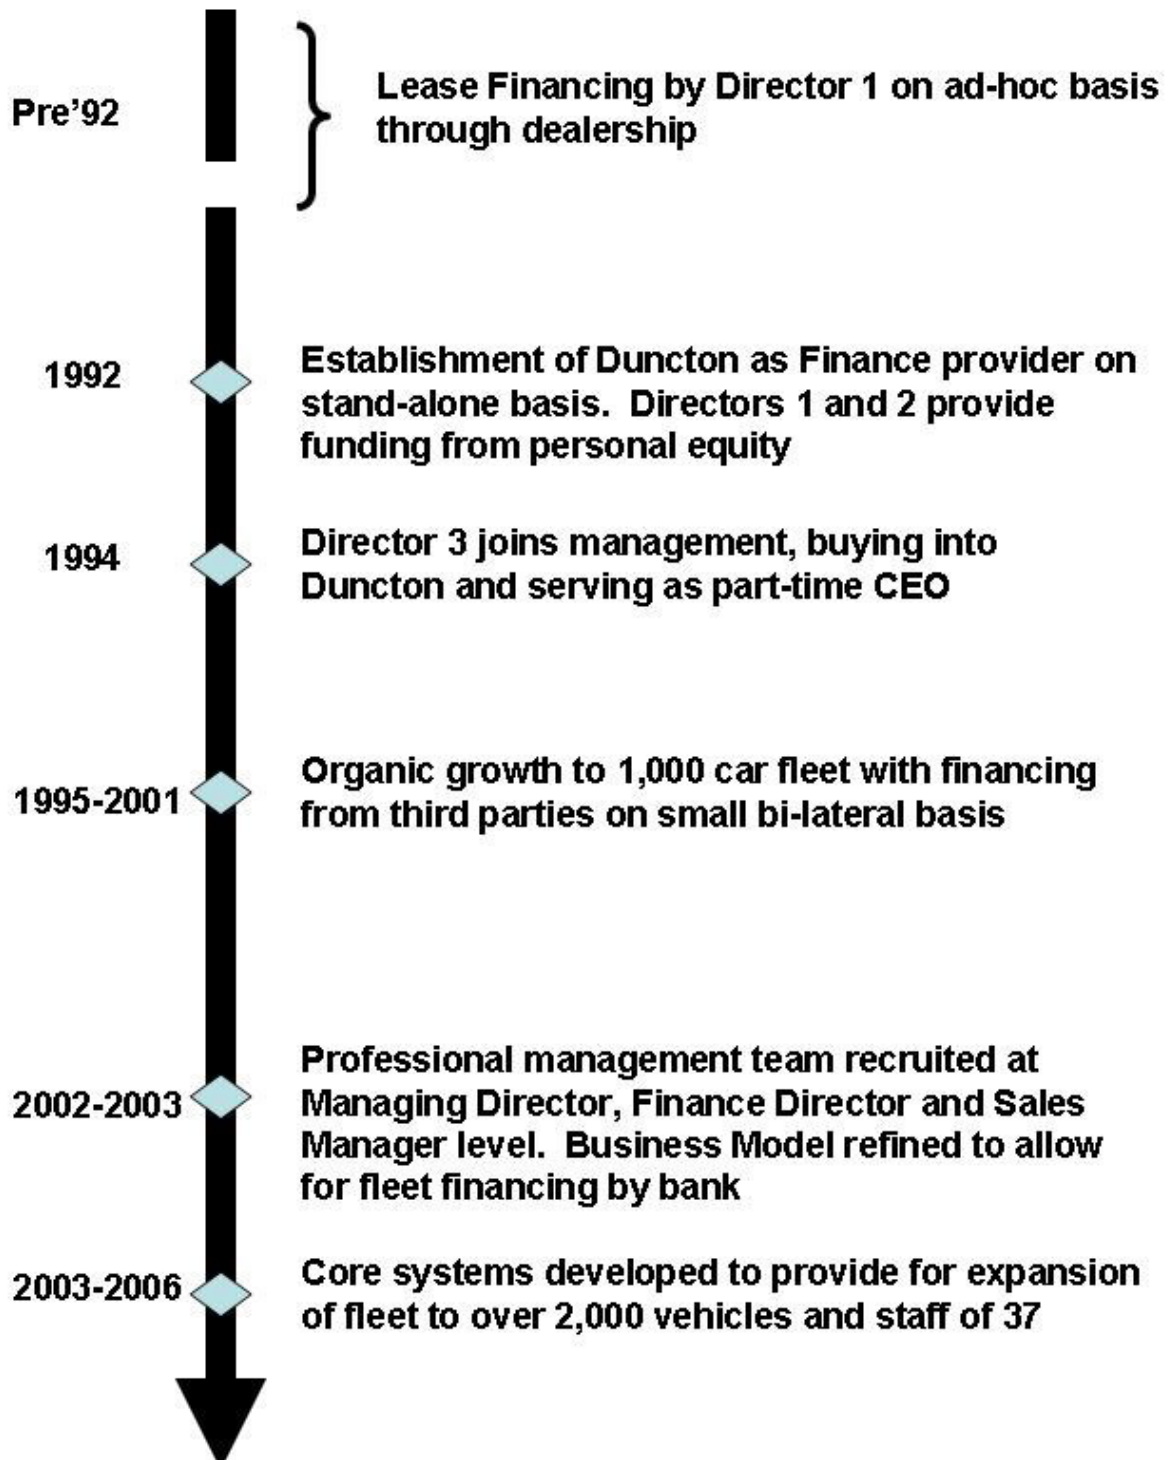 Pre'92
Lease Financing by Director 1 on ad-hoc basis
through dealership
1992
Establishment of Duncton as Finance provider on
stand-alone basis.  Directors 1 and 2 provide
funding from personal equity
1994
Director 3 joins management, buying into
Duncton and serving as part-time CEO
1995-2001
Organic growth to 1,000 car fleet with financing
from third parties on small bi-lateral basis
2002-2003
Professional management team recruited at
Managing Director, Finance Director and Sales
Manager level.  Business Model refined to allow
for fleet financing by bank
2003-2006
Core systems developed to provide for expansion
of fleet to over 2,000 vehicles and staff of 37